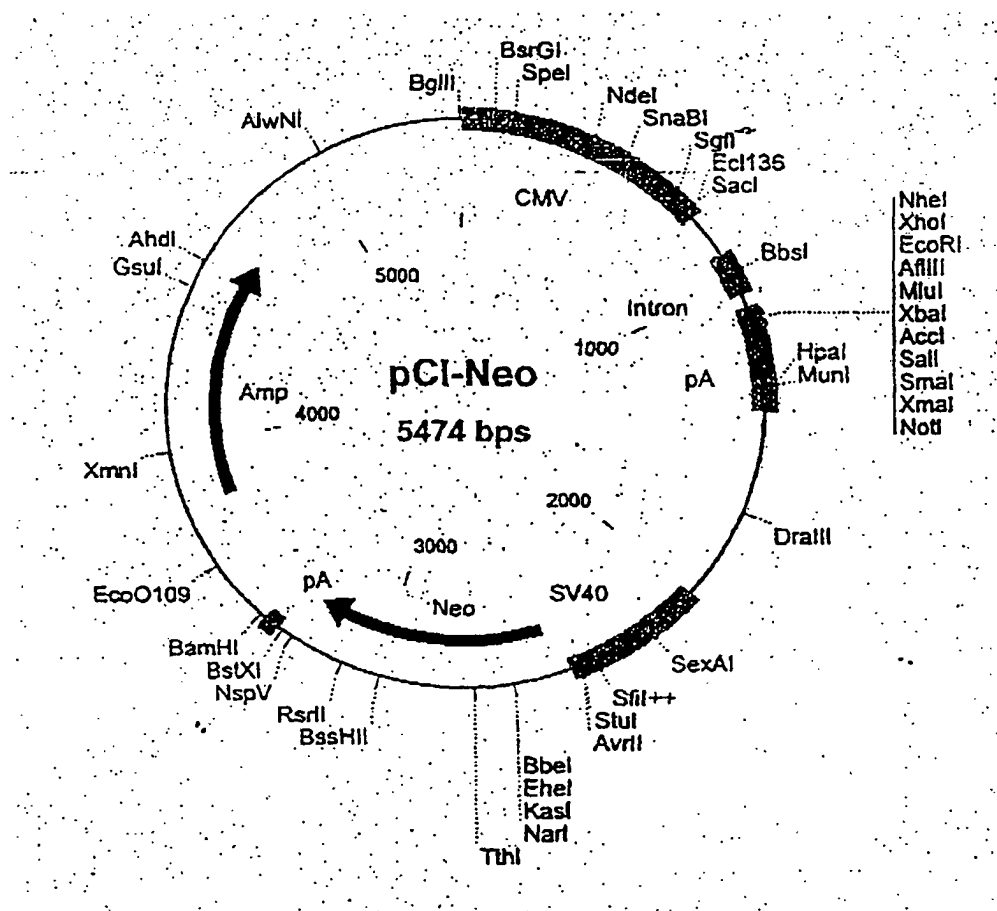 BsrGI
SpeI
BglII
NdeI
SnaBI
SgfI
Ecl136
SacI
AlwNI
CMV
NheI
XhoI
EcoRI
AflIII
MluI
XbaI
AccI
SalI
SmaI
XmaI
NotI
AhdI
GsuI
5000
BbsI
Intron
1000
HpaI
MunI
pA
pCI-Neo
5474 bps
Amp
4000
XmnI
2000
3000
DraIII
EcoO109
pA
Neo
SV40
BamHI
BstXI
NspV
SexAI
RsrII
BssHII
SfiI++
StuI
AvrII
BbeI
EheI
KasI
NarI
TthI